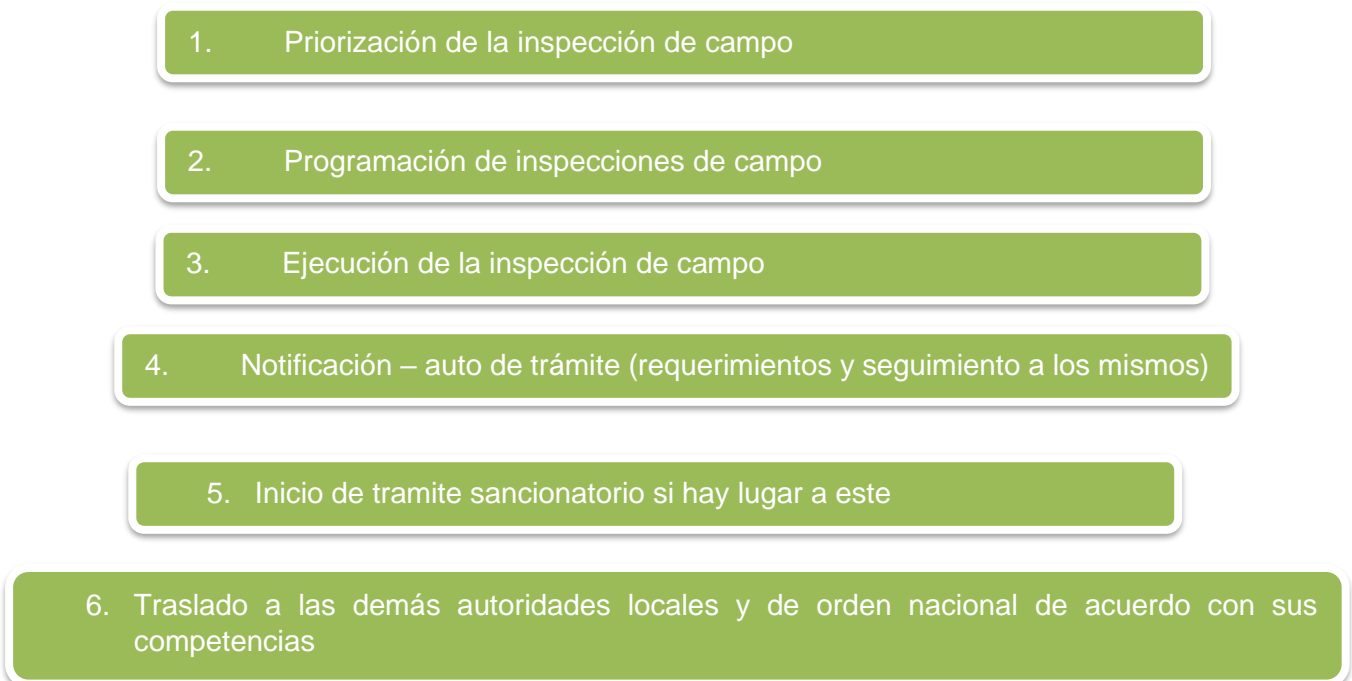 1. Priorización de la inspección de campo
2. Programación de inspecciones de campo
3. Ejecución de la inspección de campo
4. Notificación – auto de trámite (requerimientos y seguimiento a los mismos)
5. Inicio de tramite sancionatorio si hay lugar a este
6. Traslado a las demás autoridades locales y de orden nacional de acuerdo con sus
competencias